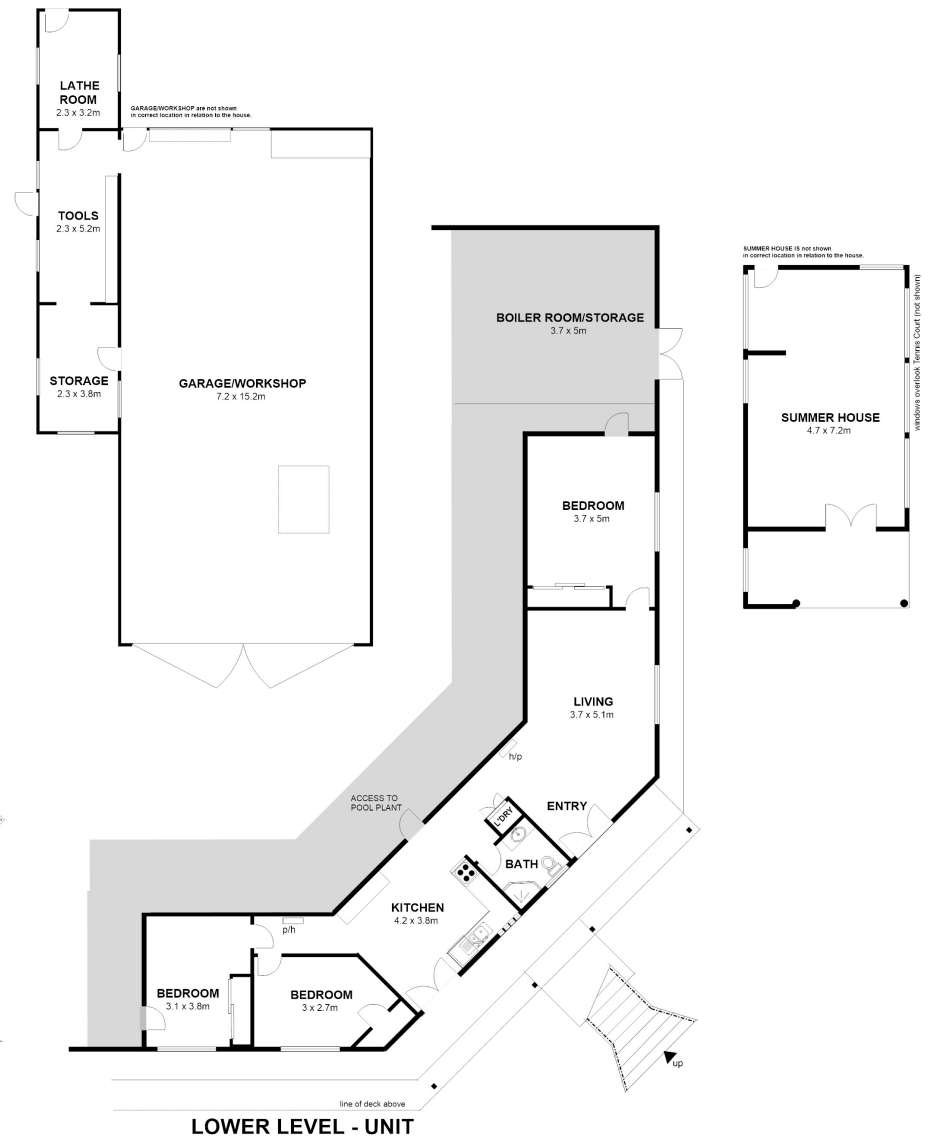 LATHE
ROOM
2.3 x 3.2m
GARAGE/WORKSHOP are not shown
in correct location in relation to the house.
TOOLS
2.3 x 5.2m
STORAGE
2.3 x 3.8m
GARAGE/WORKSHOP
7.2 x 15.2m
BOILER ROOM/STORAGE
3.7 x 5m
SUMMER HOUSE IS not shown
in correct location in relation to the house.
SUMMER HOUSE
4.7 x 7.2m
windows overlook Tennis Court (not shown)
BEDROOM
3.7 x 5m
LIVING
3.7 x 5.1m
h/p
ACCESS TO
POOL PLANT
ENTRY
L'DRY
BATH
KITCHEN
4.2 x 3.8m
p/h
BEDROOM
3.1 x 3.8m
BEDROOM
3 x 2.7m
up
line of deck above
LOWER LEVEL - UNIT